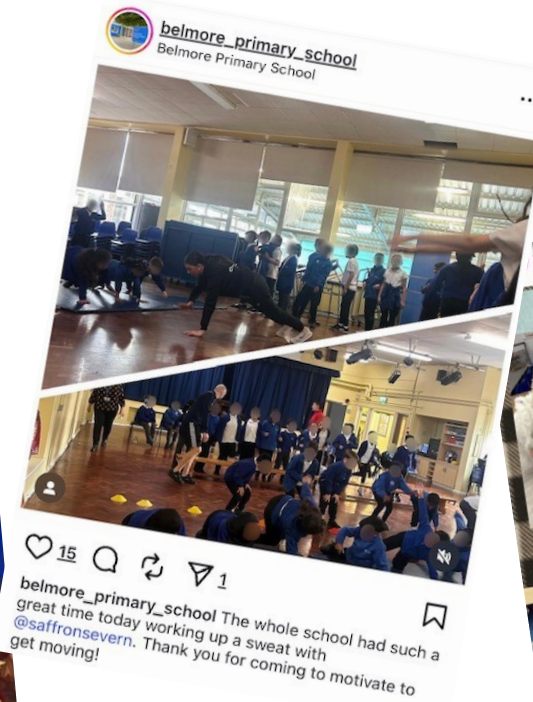 belmore_primary_school
Belmore Primary School
15
1
belmore_primary_school The whole school had such a
great time today working up a sweat with
@saffronsevern. Thank you for coming to motivate to
get moving!